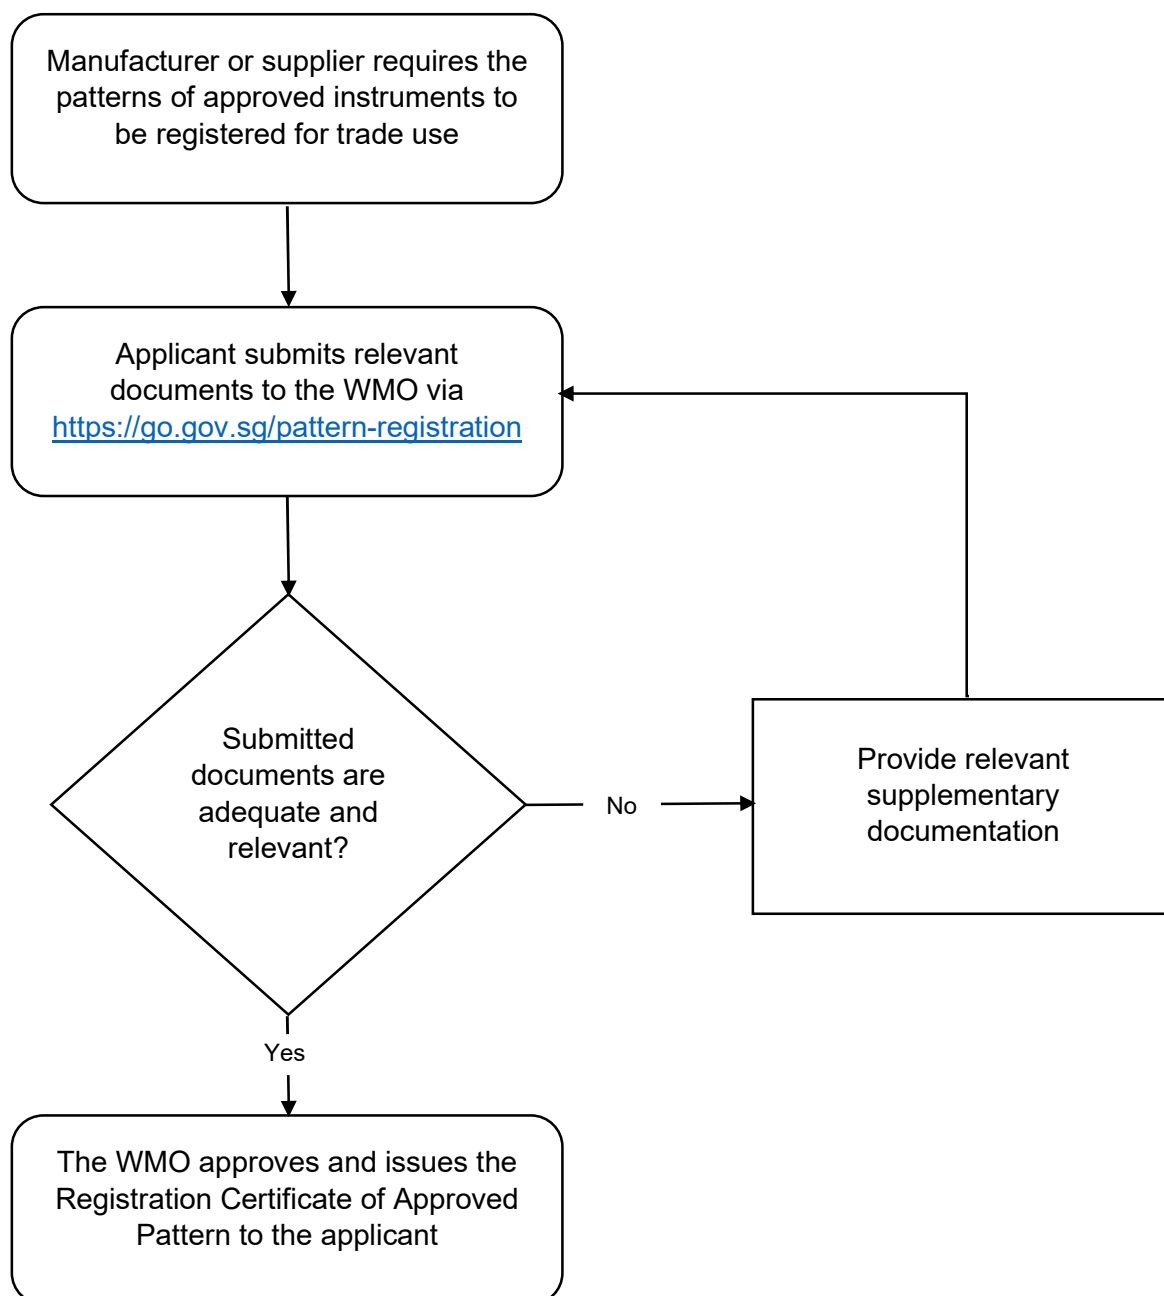 Manufacturer or supplier requires the
patterns of approved instruments to
be registered for trade use
Applicant submits relevant
documents to the WMO via
https://go.gov.sg/pattern-registration
Submitted
documents are
adequate and
relevant?
No
Provide relevant
supplementary
documentation
Yes
The WMO approves and issues the
Registration Certificate of Approved
Pattern to the applicant